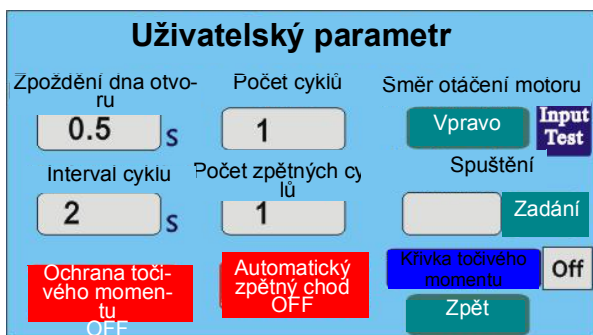 Uživatelský parametr
Zpoždění dna otvo-
ru
0.5 s
Počet cyklů
1
Směr otáčení motoru
Vpravo
Input
Test
Interval cyklu
2 s
Počet zpětných cy
lů
1
Spuštění
Zadání
Ochrana toči-
vého momen-
tu
OFF
Automatický
zpětný chod
OFF
Křivka točivého
momentu
Off
Zpět